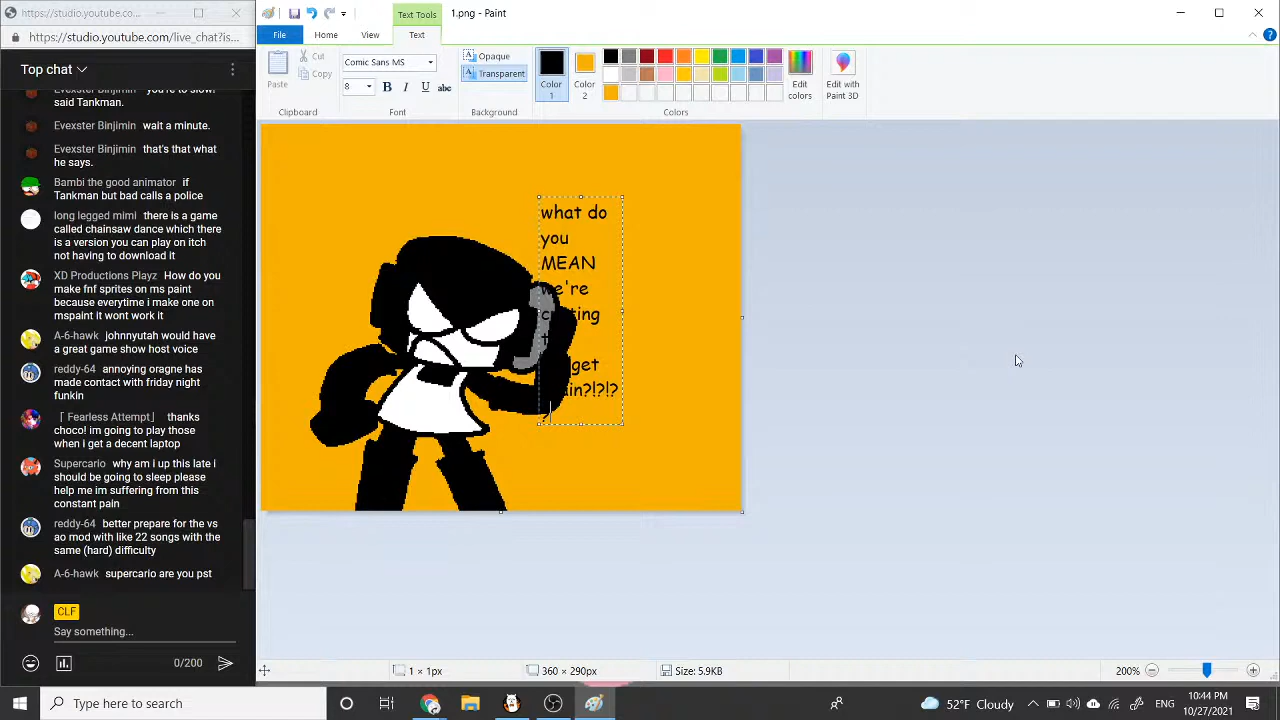 https://studio.youtube.co...
https://studio.youtube.com/live_chat?is...
Top chat
Evexster Binjimin you're to slow!
said Tankman.
Evexster Binjimin wait a minute.
Evexster Binjimin that's that what
he says.
Bambi the good animator if
Tankman but bad calls a police
long legged mimi there is a game
called chainsaw dance which there
is a version you can play on itch
not having to download it
XD Productions Playz How do you
make fnf sprites on ms paint
because everytime i make one on
mspaint it wont work it
A-6-hawk johnnyutah would have
a great game show host voice
reddy-64 annoying oragne has
made contact with friday night
funkin
「 Fearless Attempt」 thanks
choco! im going to play those
when I get a decent laptop
Supercario why am i up this late i
should be going to sleep please
help me im suffering from this
constant pain
reddy-64 better prepare for the vs
ao mod with like 22 songs with the
same (hard) difficulty
A-6-hawk supercario are you pst
CLF
Say something...
0/200
Text Tools
1.png - Paint
File
Home
View
Text
Paste
Cut
Copy
Clipboard
Comic Sans MS
8
B I U abc
Font
Opaque
Transparent
Background
Color
1
Color
2
Edit
colors
Edit with
Paint 3D
Colors
what do
you
MEAN
we're
get
?!?!?
?
1 × 1px
360 × 290px
Size: 5.9KB
200%
Type here to search
52°F Cloudy
10:44 PM
10/27/2021